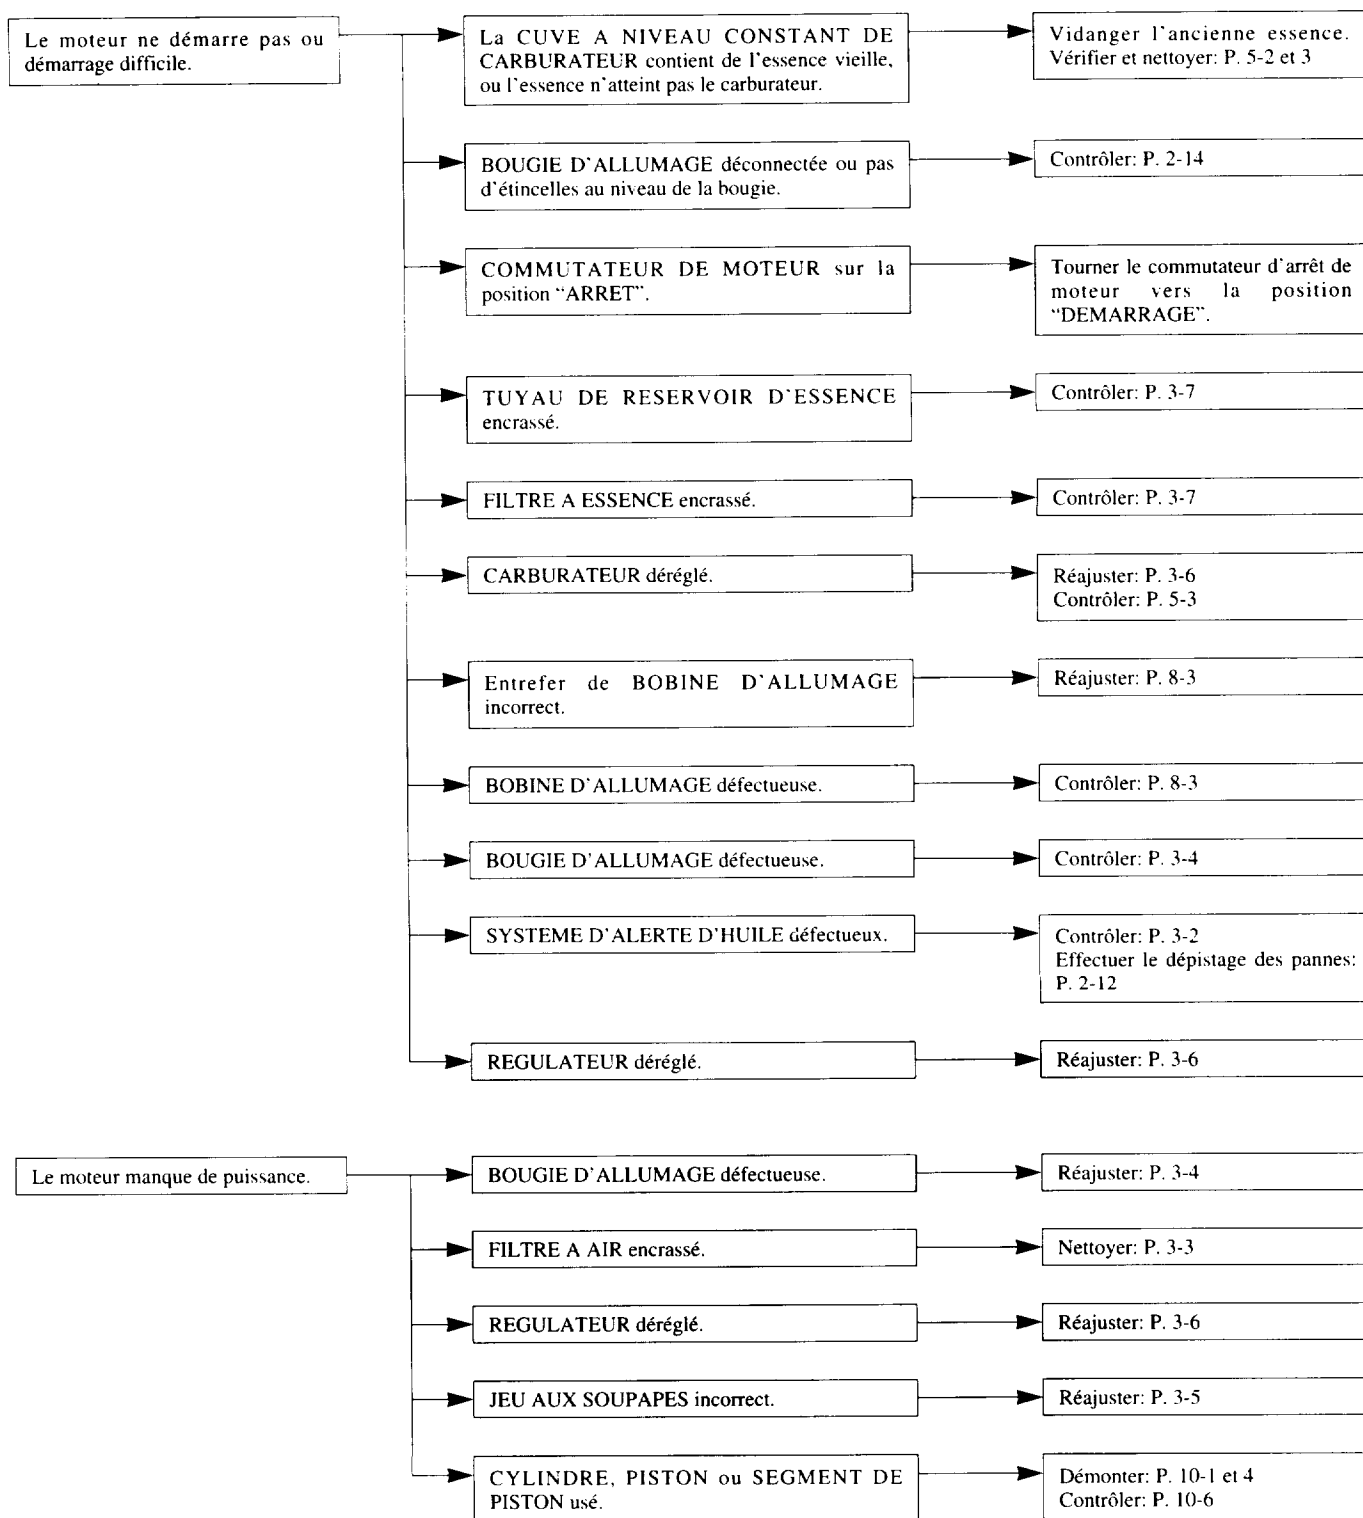 Le moteur ne démarre pas ou
démarrage difficile.
La CUVE A NIVEAU CONSTANT DE
CARBURATEUR contient de l'essence vieille,
ou l'essence n'atteint pas le carburateur.
Vidanger l'ancienne essence.
Vérifier et nettoyer: P. 5-2 et 3
BOUGIE D'ALLUMAGE déconnectée ou pas
d'étincelles au niveau de la bougie.
Contrôler: P. 2-14
COMMUTATEUR DE MOTEUR sur la
position "ARRET".
Tourner le commutateur d'arrêt de
moteur vers la position
"DEMARRAGE".
TUYAU DE RESERVOIR D'ESSENCE
encrassé.
Contrôler: P. 3-7
FILTRE A ESSENCE encrassé.
Contrôler: P. 3-7
CARBURATEUR déréglé.
Réajuster: P. 3-6
Contrôler: P. 5-3
Entrefer de BOBINE D'ALLUMAGE
incorrect.
Réajuster: P. 8-3
BOBINE D'ALLUMAGE défectueuse.
Contrôler: P. 8-3
BOUGIE D'ALLUMAGE défectueuse.
Contrôler: P. 3-4
SYSTEME D'ALERTE D'HUILE défectueux.
Contrôler: P. 3-2
Effectuer le dépistage des pannes:
P. 2-12
REGULATEUR déréglé.
Réajuster: P. 3-6
Le moteur manque de puissance.
BOUGIE D'ALLUMAGE défectueuse.
Réajuster: P. 3-4
FILTRE A AIR encrassé.
Nettoyer: P. 3-3
REGULATEUR déréglé.
Réajuster: P. 3-6
JEU AUX SOUPAPES incorrect.
Réajuster: P. 3-5
CYLINDRE, PISTON ou SEGMENT DE
PISTON usé.
Démonter: P. 10-1 et 4
Contrôler: P. 10-6